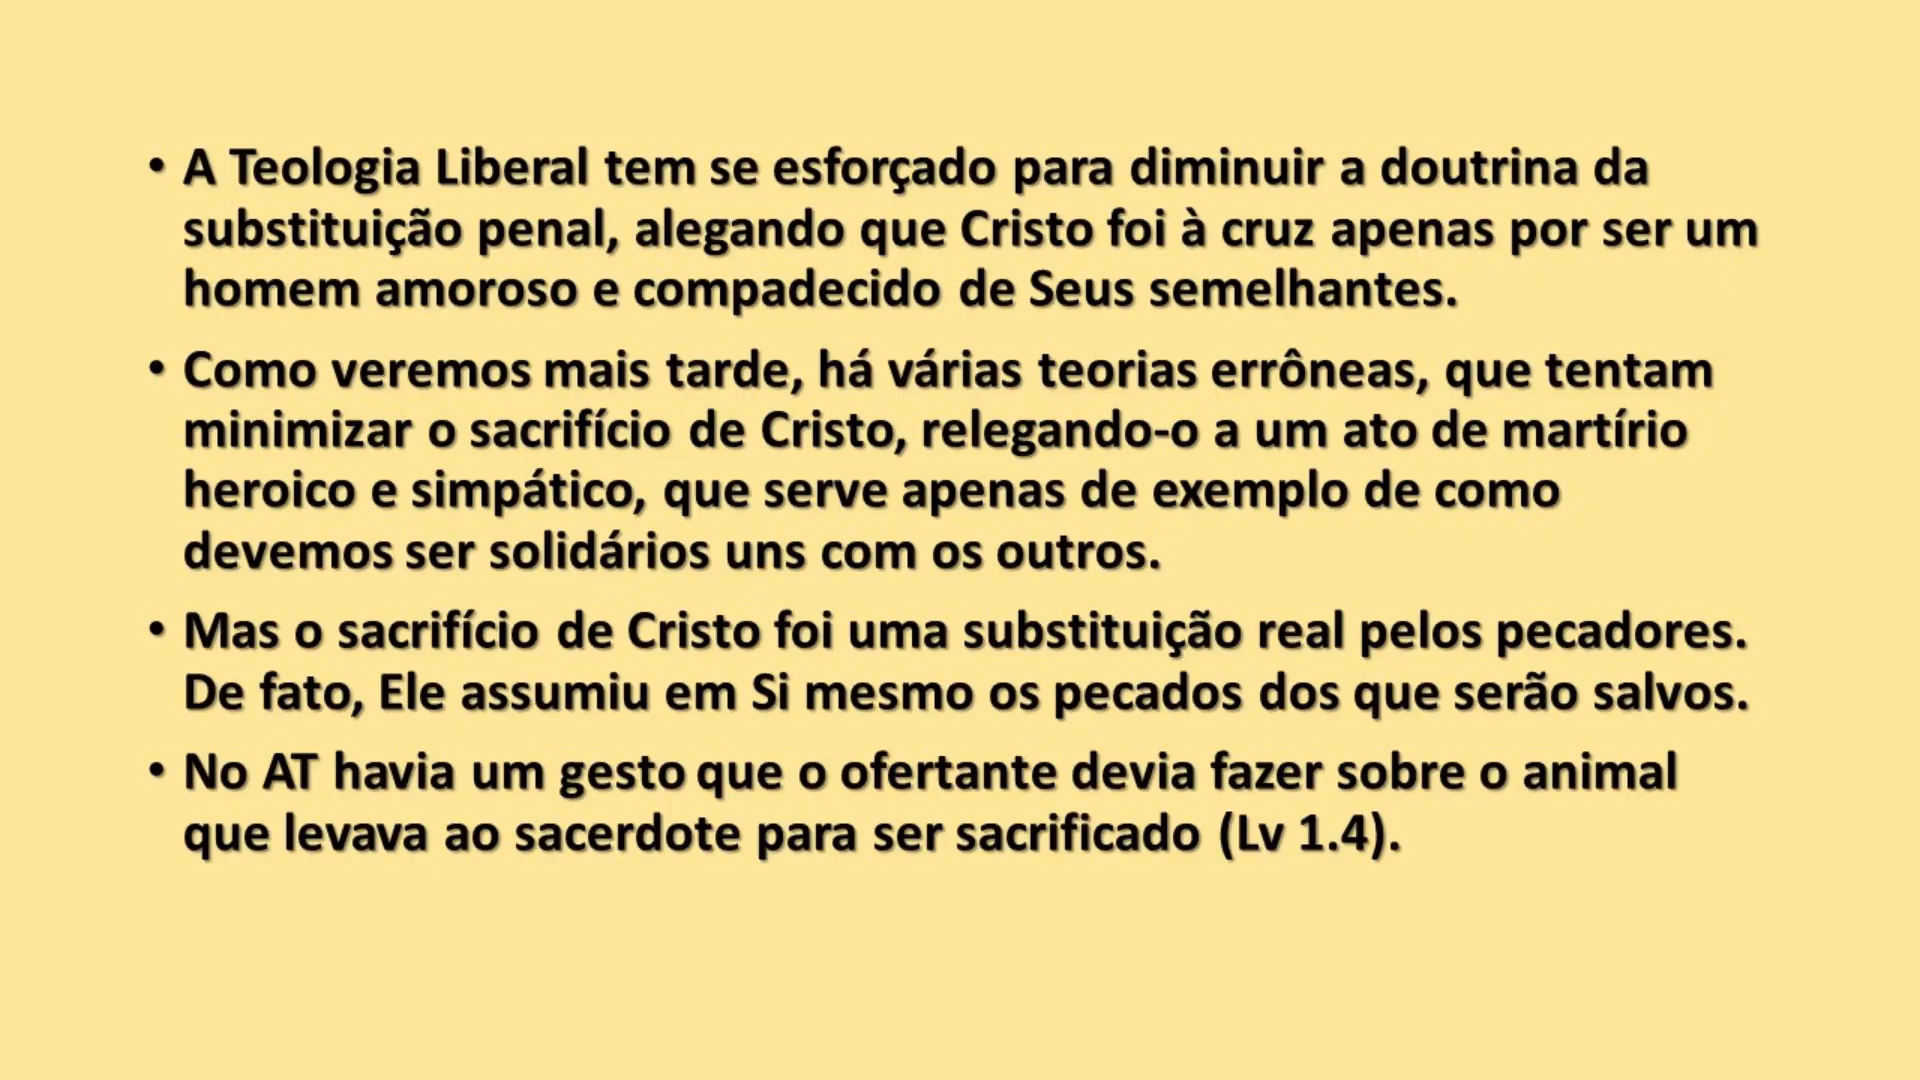 • A Teologia Liberal tem se esforçado para diminuir a doutrina da
substituição penal, alegando que Cristo foi à cruz apenas por ser um
homem amoroso e compadecido de Seus semelhantes.
• Como veremos mais tarde, há várias teorias errôneas, que tentam
minimizar o sacrifício de Cristo, relegando-o a um ato de martírio
heroico e simpático, que serve apenas de exemplo de como
devemos ser solidários uns com os outros.
• Mas o sacrifício de Cristo foi uma substituição real pelos pecadores.
De fato, Ele assumiu em Si mesmo os pecados dos que serão salvos.
• No AT havia um gesto que o ofertante devia fazer sobre o animal
que levava ao sacerdote para ser sacrificado (Lv 1.4).